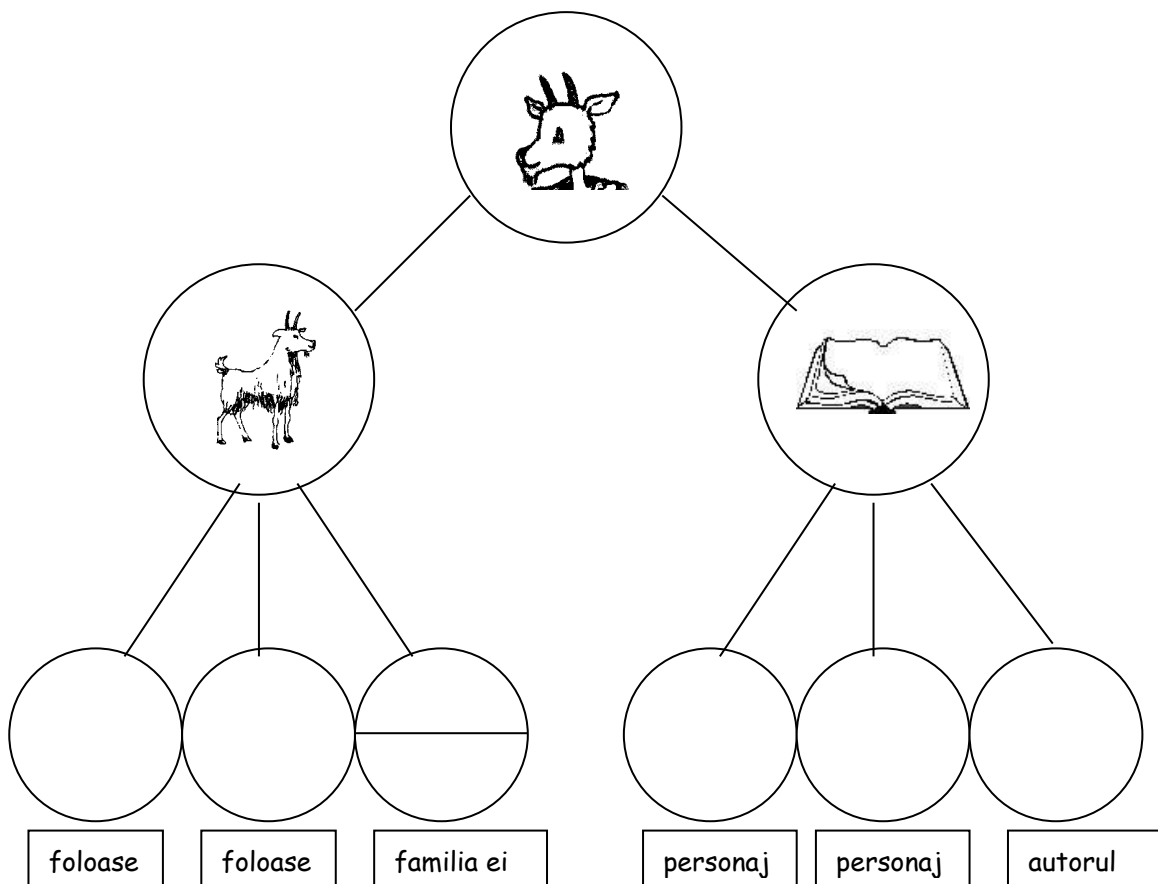 foloase
foloase
familia ei
personaj
personaj
autorul